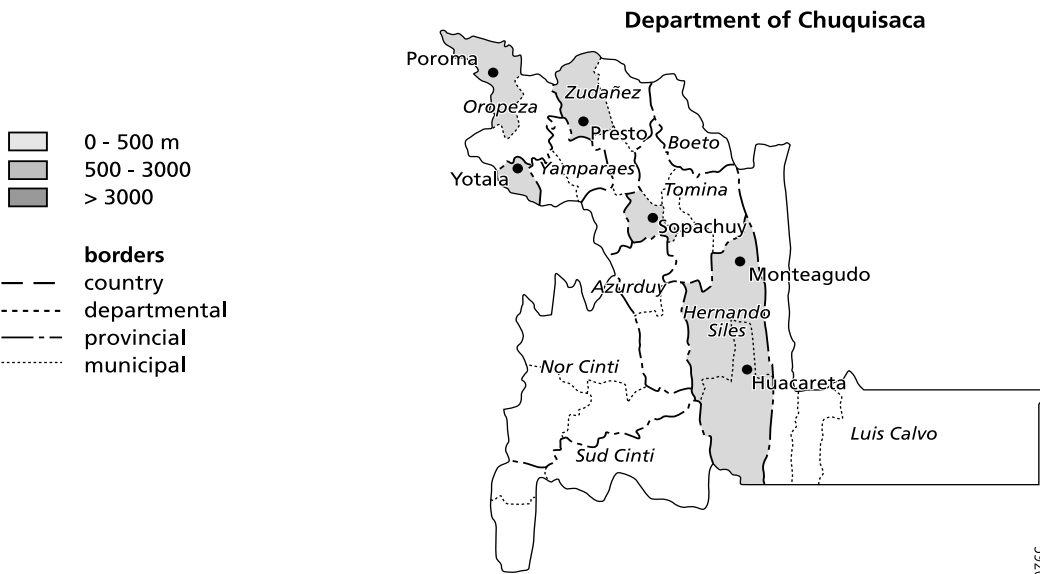 Department of Chuquisaca
Poroma
Zudañez
Oropeza
Presto
Boeto
0 - 500 m
500 - 3000
> 3000
Yotala
Yamparaes
Tomina
Sopachuy
borders
country
departmental
provincial
municipal
Monteagudo
Azurduy
Hernando
Siles
Nor Cinti
Huacareta
Luis Calvo
Sud Cinti